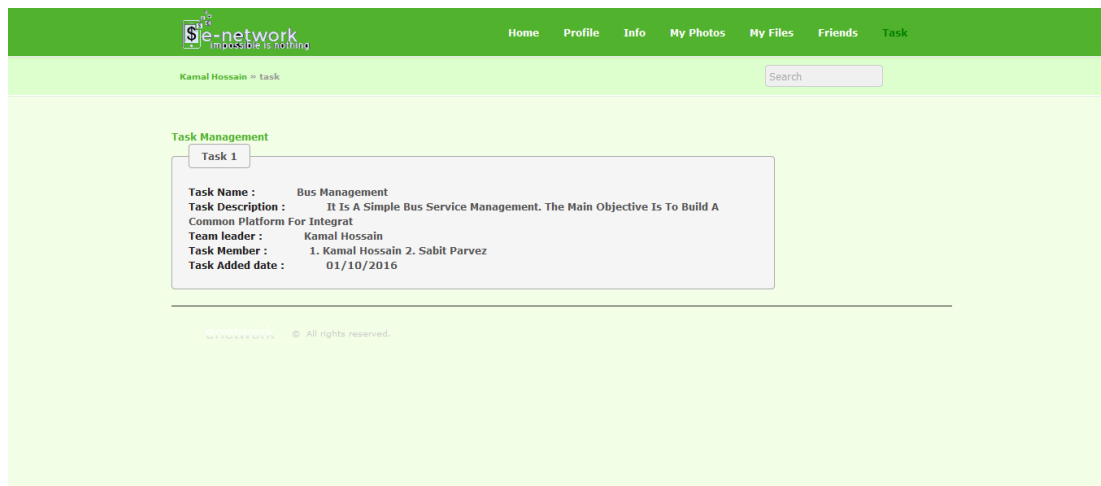 e-network
impossible is nothing
Home Profile Info My Photos My Files Friends Task
Kamal Hossain » task
Search
Task Management
Task 1
Task Name : Bus Management
Task Description : It Is A Simple Bus Service Management. The Main Objective Is To Build A
Common Platform For Integrat
Team leader : Kamal Hossain
Task Member : 1. Kamal Hossain 2. Sabit Parvez
Task Added date : 01/10/2016
© All rights reserved.